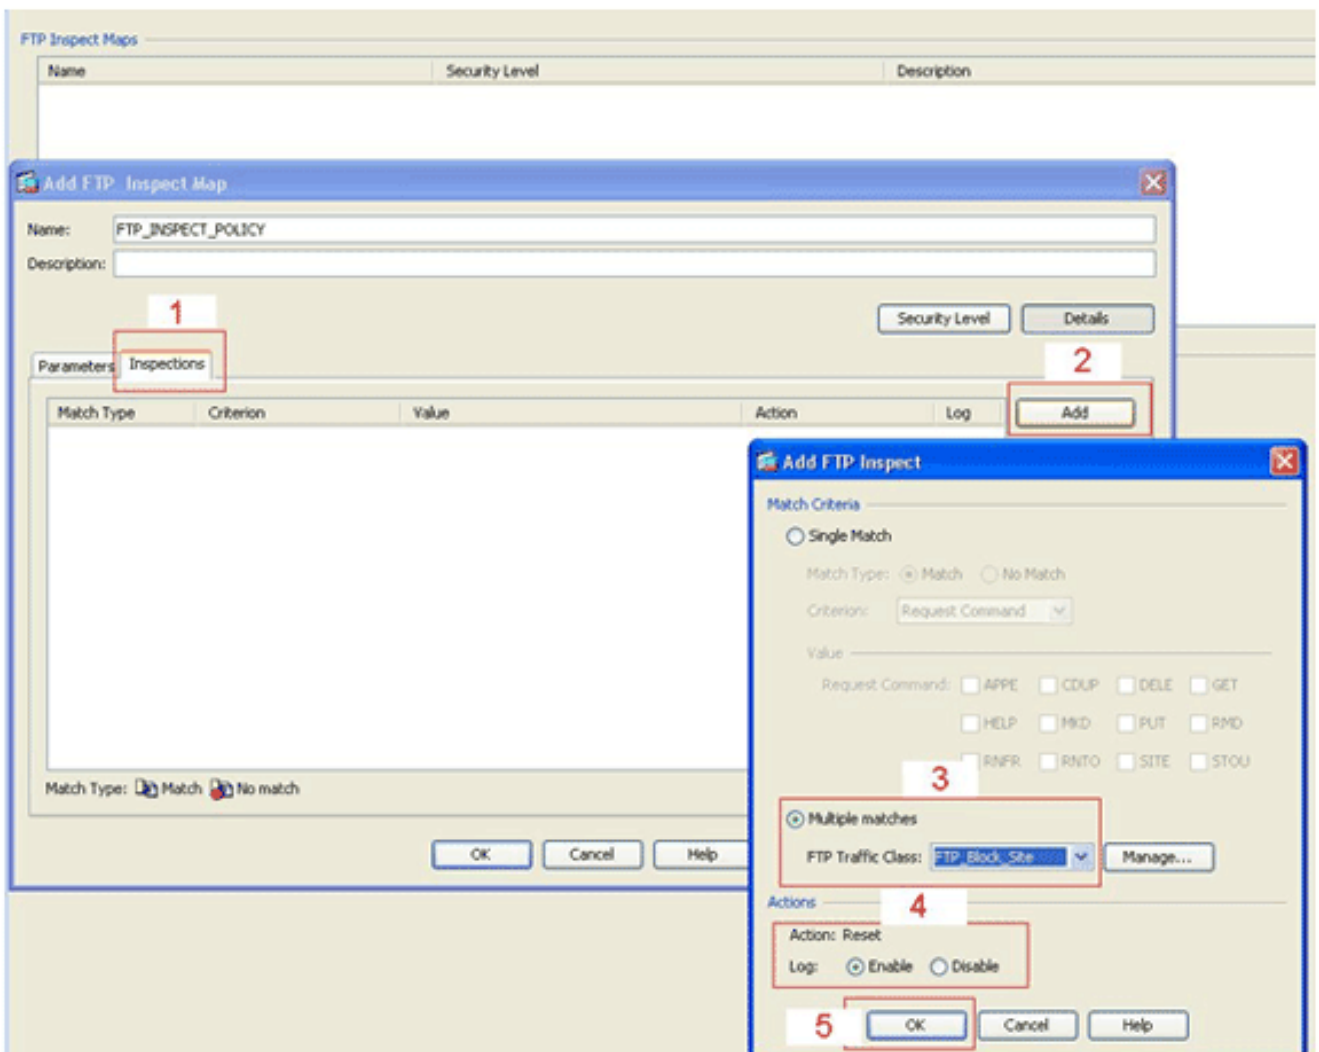 FTP Inspect Maps
Name Security Level Description
Add FTP Inspect Map
Name: FTP_INSPECT_POLICY
Description:
1
Security Level Details
Parameters Inspections
2
Match Type Criterion Value Action Log Add
Add FTP Inspect
Match Criteria
Single Match
Match Type: Match No Match
Criterion: Request Command
Value
Request Command: APPE CDUP DELE GET
HELP MKD PUT RMD
RNFR RNTO SITE STOU
3
Match Type: Match No match
Multiple matches
OK Cancel Help
FTP Traffic Class: FTP_Block_Site Manage...
Actions
4
Action: Reset
Log: Enable Disable
5
OK Cancel Help